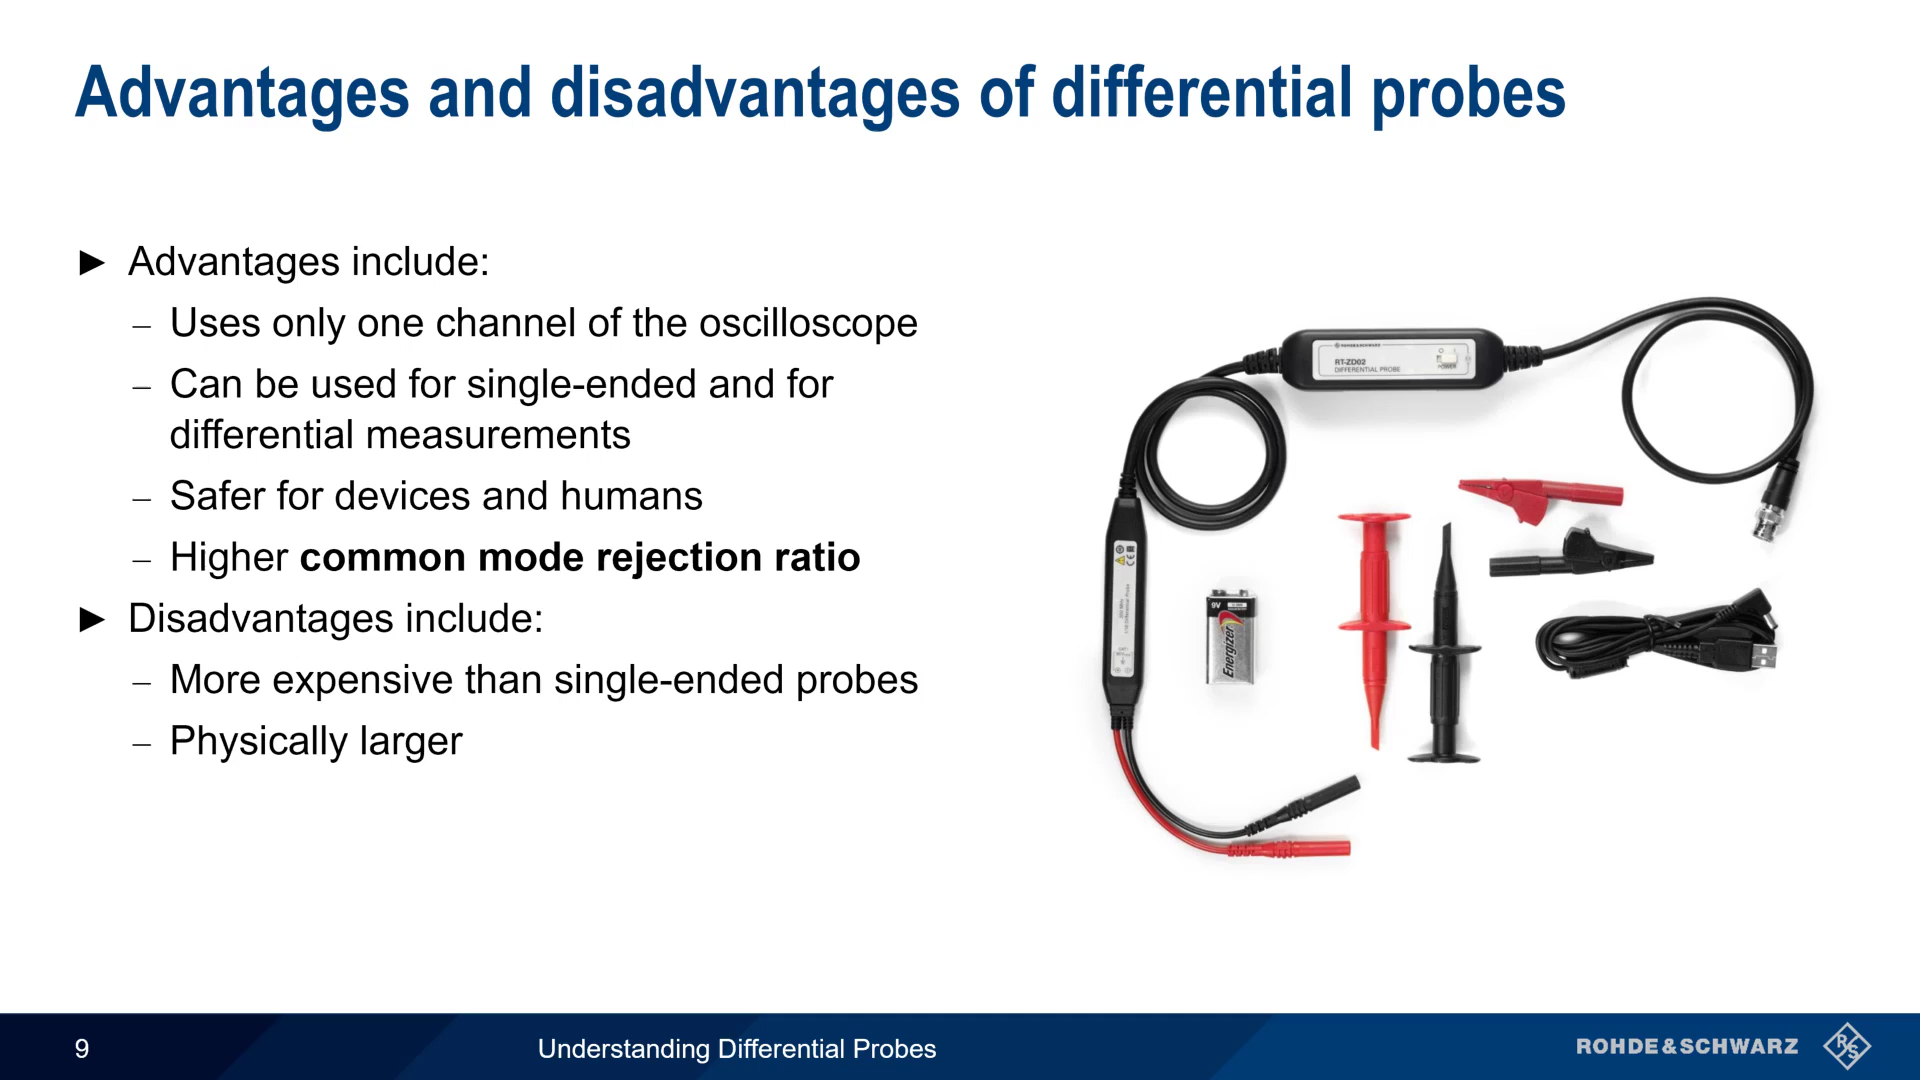 Advantages and disadvantages of differential probes
► Advantages include:
– Uses only one channel of the oscilloscope
– Can be used for single-ended and for
differential measurements
– Safer for devices and humans
– Higher common mode rejection ratio
► Disadvantages include:
– More expensive than single-ended probes
– Physically larger
ROHDE&SCHWARZ
RT-ZD02
DIFFERENTIAL PROBE
POWER
9V
Energizer
9
Understanding Differential Probes
ROHDE&SCHWARZ
R&S